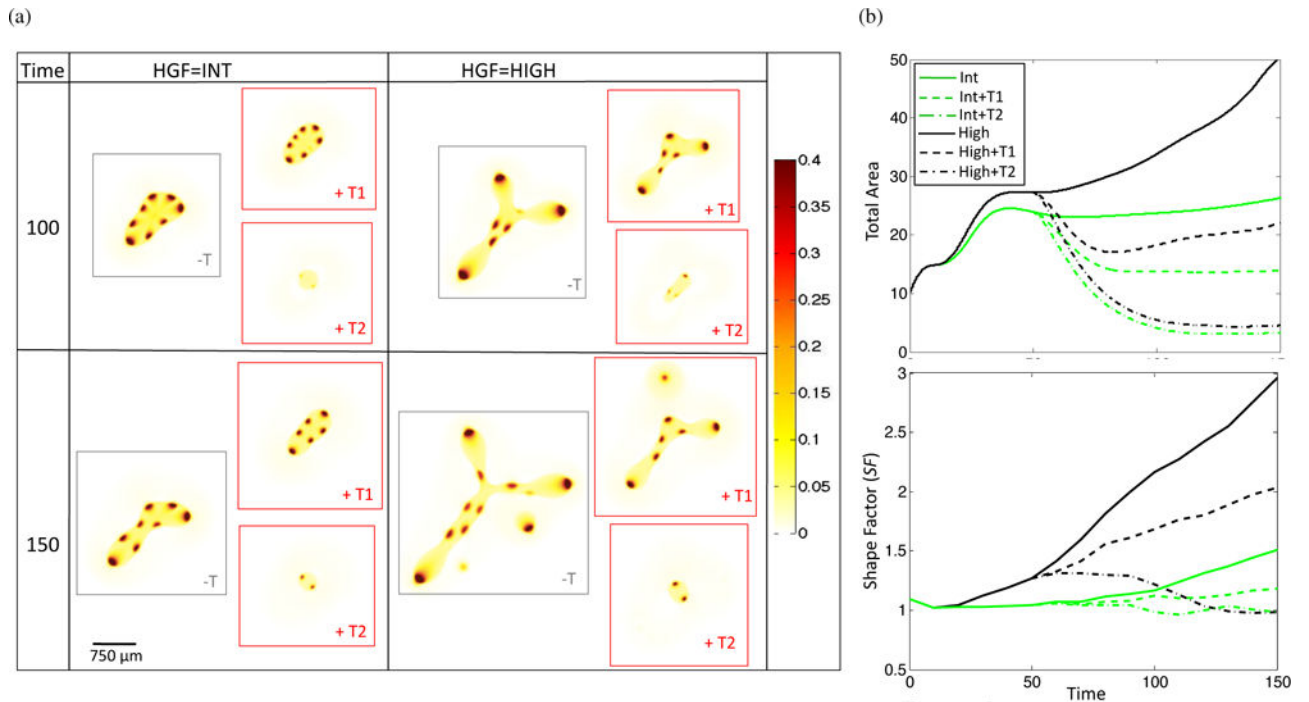 (a)
Time HGF=INT HGF=HIGH
100
-T
+ T1
+ T2
-T
+ T1
+ T2
150
-T
+ T1
+ T2
-T
+ T1
+ T2
750 μm
0.4
0.35
0.3
0.25
0.2
0.15
0.1
0.05
0
(b)
Total Area
50
40
30
20
10
0
Int
Int+T1
Int+T2
High
High+T1
High+T2
Shape Factor (SF)
3
2.5
2
1.5
1
0.5
0 50 100 150
Time